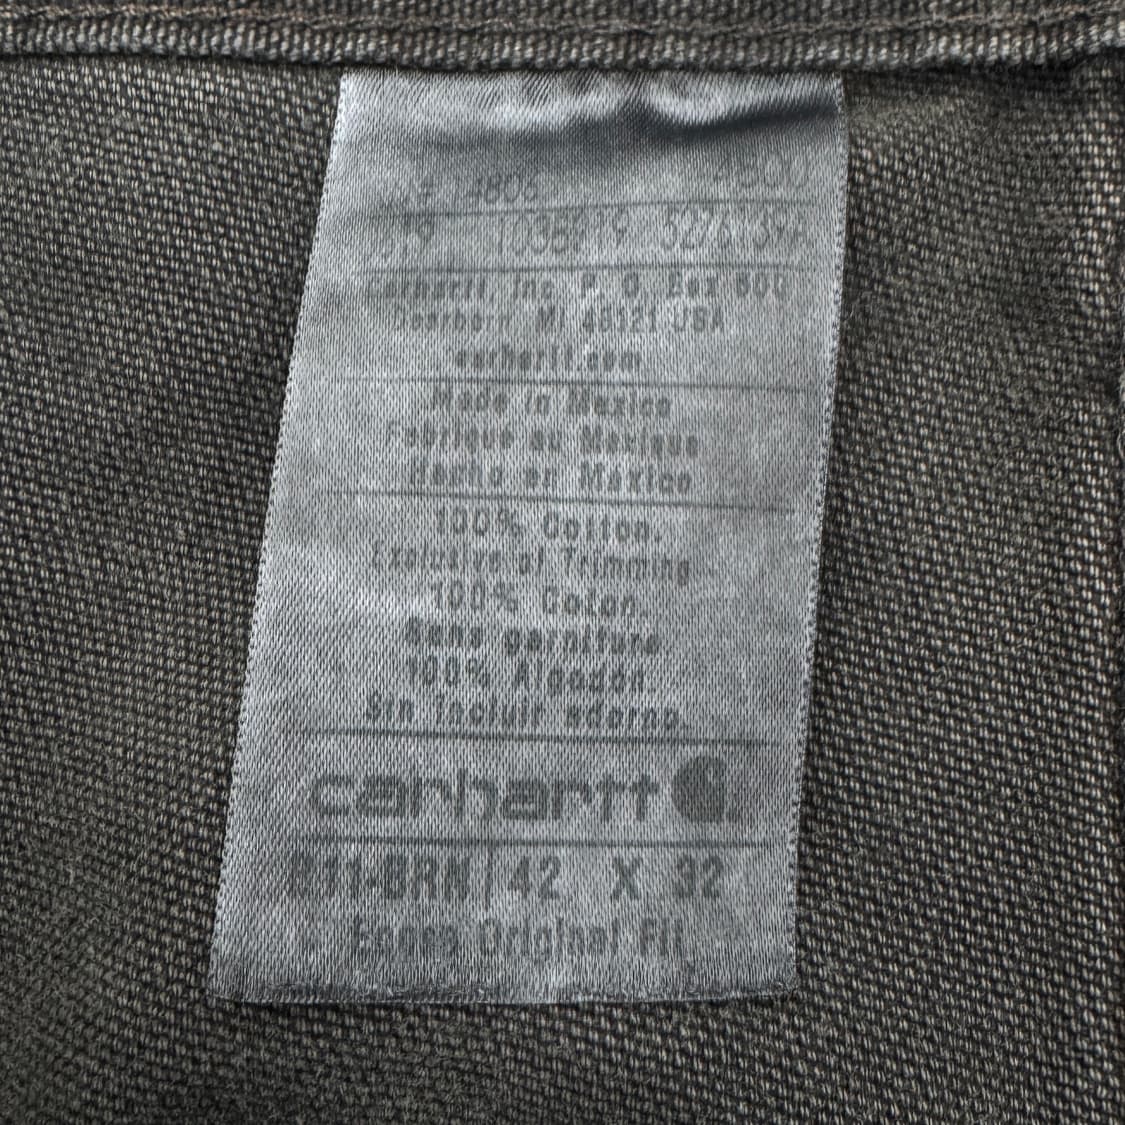 Carhartt, Inc. P. O. Box 600
Dearborn MI 48121 USA
carhartt.com
Made in Mexico
Fabrique au Mexique
Hecho en México
100% Cotton.
Exclusive of Trimming
100% Coton.
Sans garniture
100% Algodon.
Sin incluir adorno.
carhartt
B11-BRN | 42 X 32
Original Fit